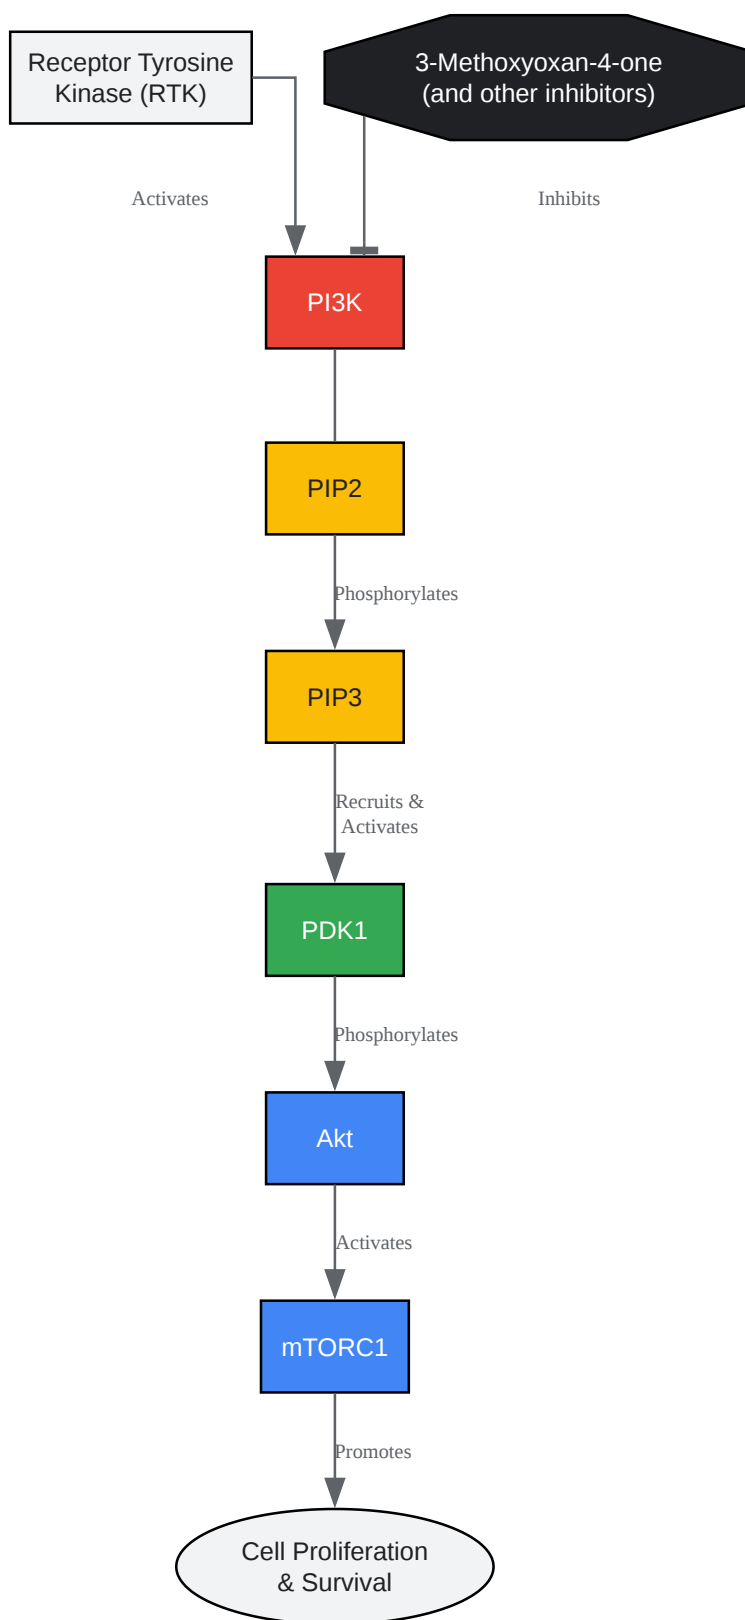 Receptor Tyrosine
Kinase (RTK)
3-Methoxyoxan-4-one
(and other inhibitors)
Activates
Inhibits
PI3K
PIP2
Phosphorylates
PIP3
Recruits &
Activates
PDK1
Phosphorylates
Akt
Activates
mTORC1
Promotes
Cell Proliferation
& Survival